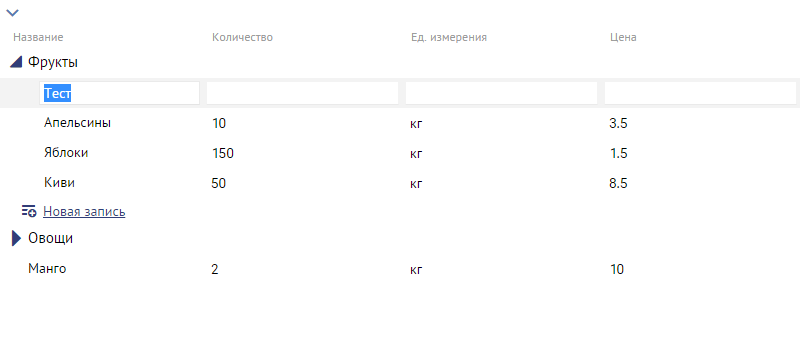 Название Количество Ед. измерения Цена
Фрукты
Тест
Апельсины 10 кг 3.5
Яблоки 150 кг 1.5
Киви 50 кг 8.5
Новая запись
Овощи
Манго 2 кг 10